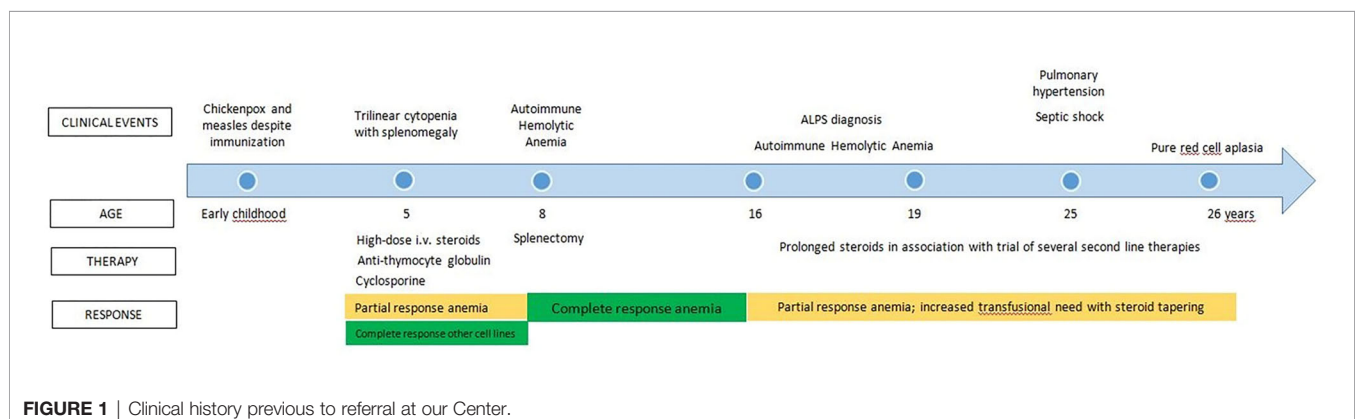 CLINICAL EVENTS
Chickenpox and
measles despite
immunization
Trilinear cytopenia
with splenomegaly
Autoimmune
Hemolytic
Anemia
ALPS diagnosis
Autoimmune Hemolytic Anemia
Pulmonary
hypertension
Septic shock
Pure red cell aplasia
AGE
Early childhood
5
8
16
19
25
26 years
THERAPY
High-dose i.v. steroids
Anti-thymocyte globulin
Cyclosporine
Splenectomy
Prolonged steroids in association with trial of several second line therapies
RESPONSE
Partial response anemia
Complete response other cell lines
Complete response anemia
Partial response anemia; increased transfusional need with steroid tapering
FIGURE 1 | Clinical history previous to referral at our Center.